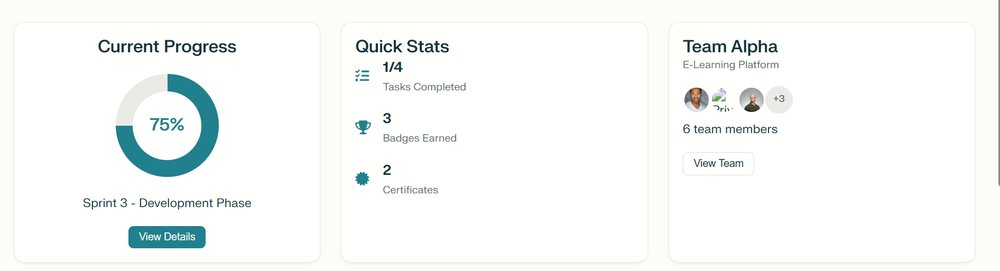 Current Progress
75%
Sprint 3 - Development Phase
View Details
Quick Stats
1/4
Tasks Completed
3
Badges Earned
2
Certificates
Team Alpha
E-Learning Platform
+3
6 team members
View Team